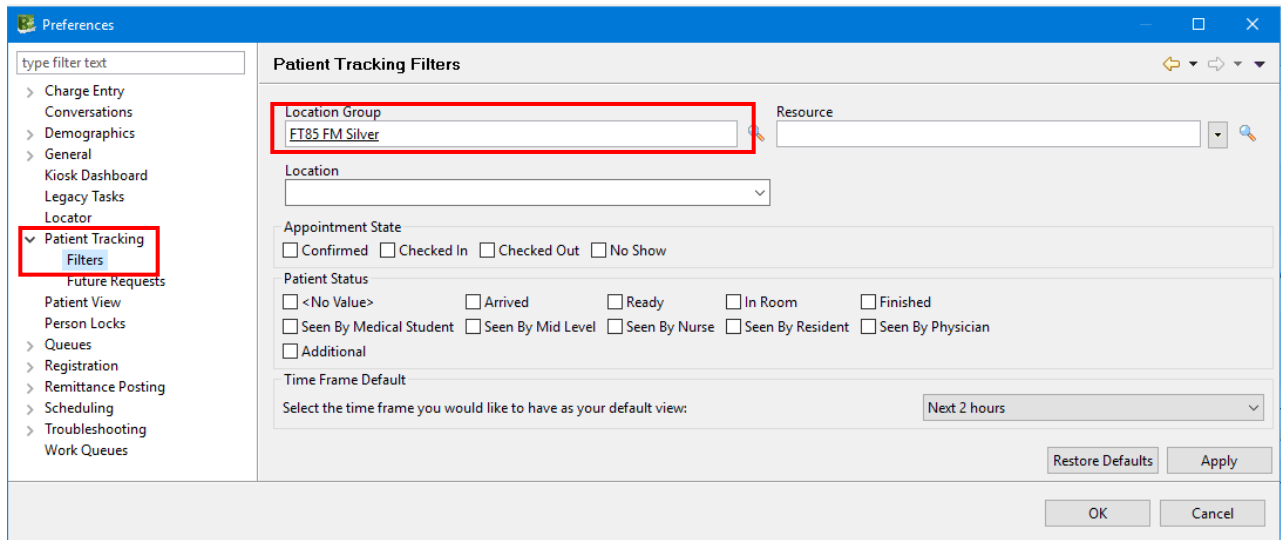 Preferences
type filter text
Charge Entry
Conversations
Demographics
General
Kiosk Dashboard
Legacy Tasks
Locator
Patient Tracking
Filters
Future Requests
Patient View
Person Locks
Queues
Registration
Remittance Posting
Scheduling
Troubleshooting
Work Queues
Patient Tracking Filters
Location Group
Resource
FT85 FM Silver
Location
Appointment State
Confirmed Checked In Checked Out No Show
Patient Status
<No Value> Arrived Ready In Room Finished
Seen By Medical Student Seen By Mid Level Seen By Nurse Seen By Resident Seen By Physician
Additional
Time Frame Default
Select the time frame you would like to have as your default view: Next 2 hours
Restore Defaults Apply
OK Cancel